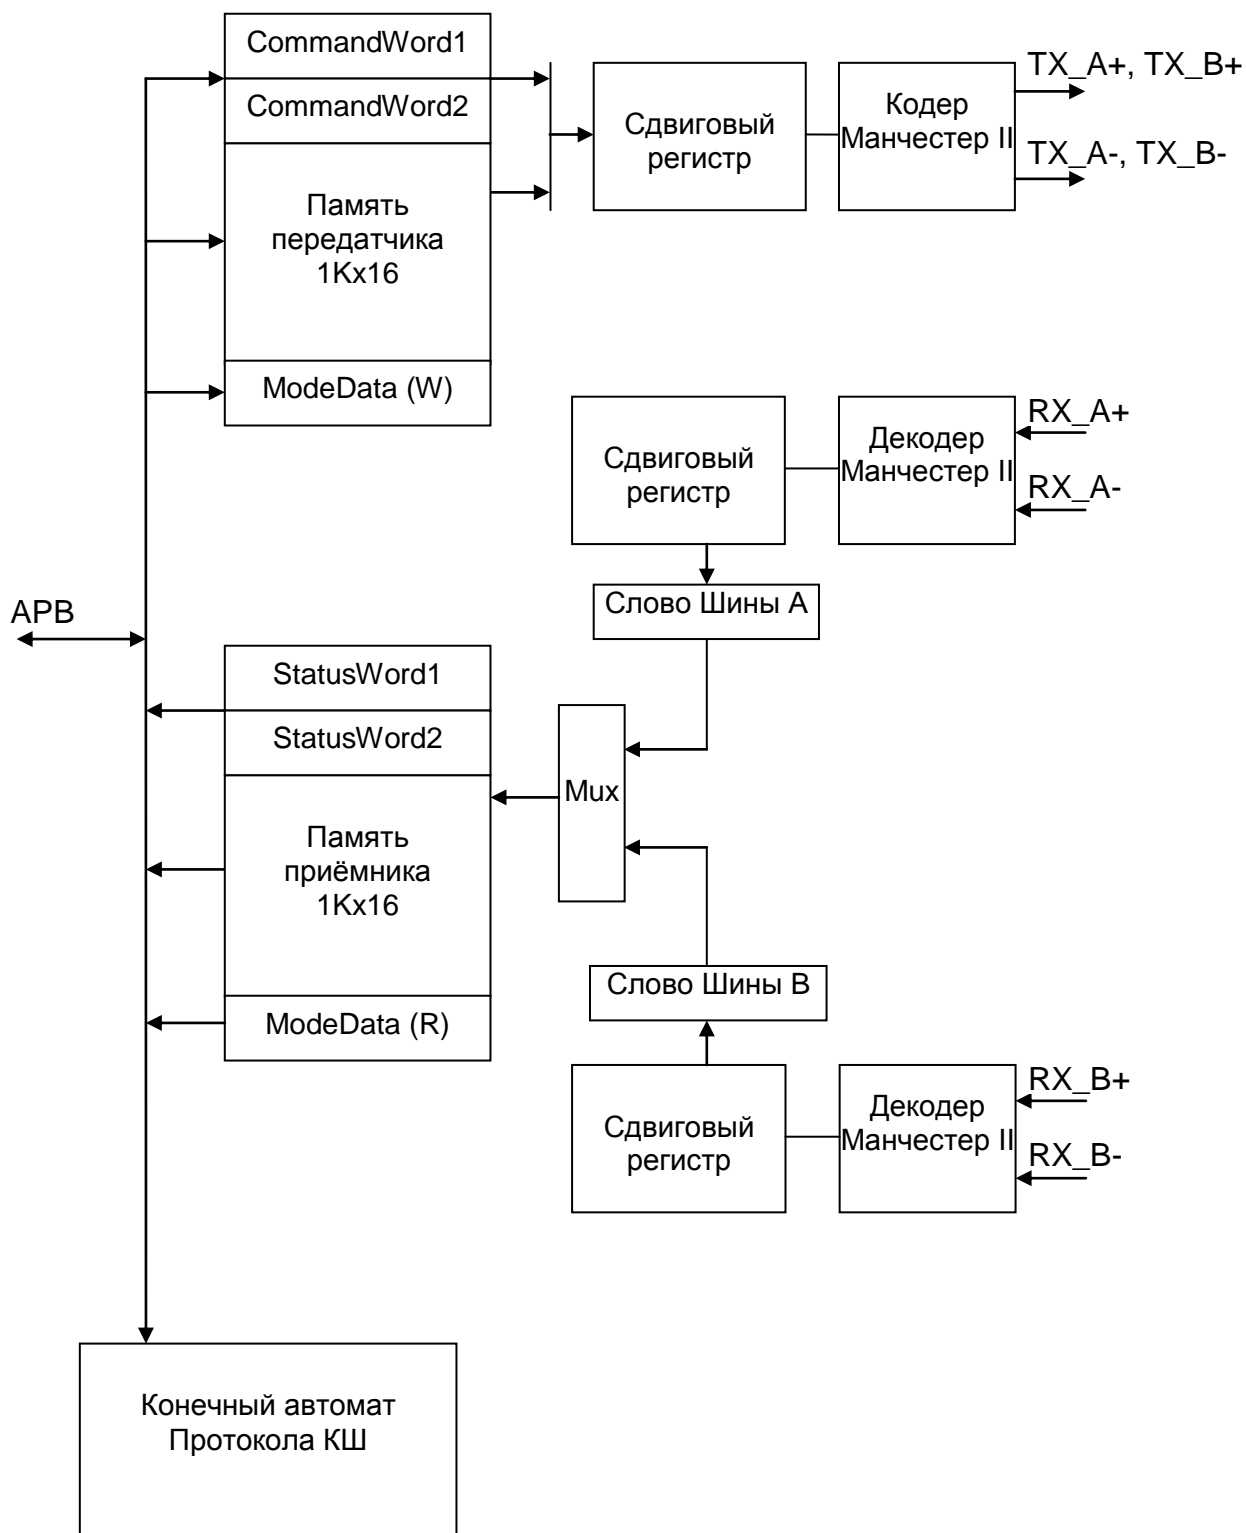 CommandWord1
CommandWord2
Память
передатчика
1Kx16
ModeData (W)
Сдвиговый
регистр
Кодер
Манчестер II
TX_A+, TX_B+
TX_A-, TX_B-
Сдвиговый
регистр
Декодер
Манчестер II
RX_A+
RX_A-
Слово Шины А
APB
StatusWord1
StatusWord2
Память
приёмника
1Kx16
ModeData (R)
Mux
Слово Шины В
Сдвиговый
регистр
Декодер
Манчестер II
RX_B+
RX_B-
Конечный автомат
Протокола КШ